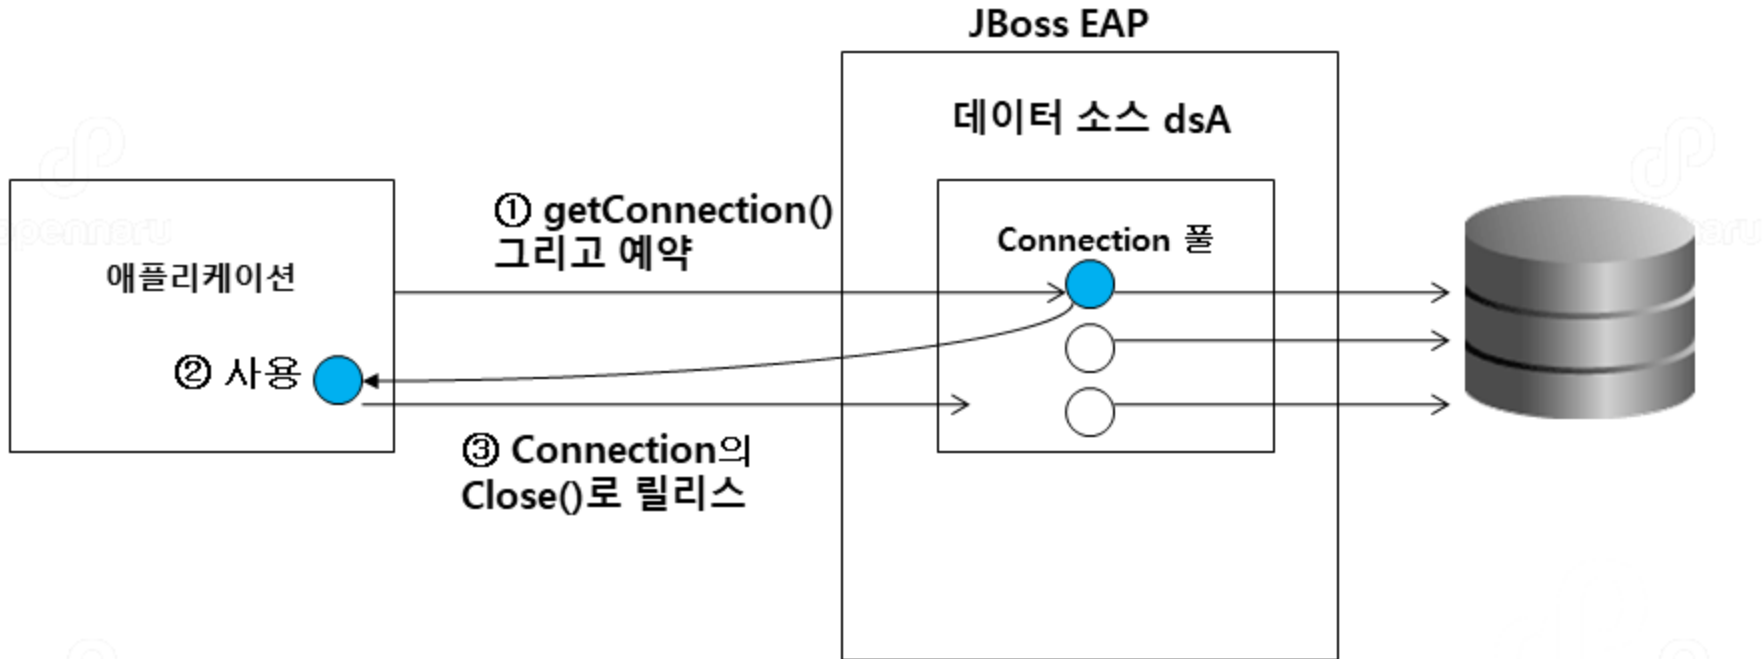 JBoss EAP
데이터 소스 dsA
① getConnection()
그리고 예약
Connection 풀
애플리케이션
② 사용
③ Connection의
Close()로 릴리스
opennaru